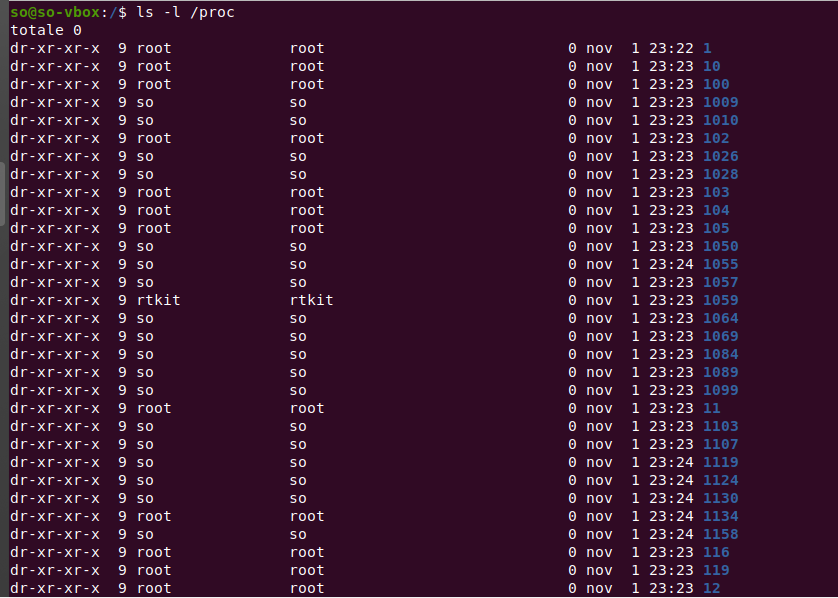 so@so-vbox:/$ ls -l /proc
totale 0
dr-xr-xr-x  9 root             root                           0 nov  1 23:22 1
dr-xr-xr-x  9 root             root                           0 nov  1 23:23 10
dr-xr-xr-x  9 root             root                           0 nov  1 23:23 100
dr-xr-xr-x  9 so               so                             0 nov  1 23:23 1009
dr-xr-xr-x  9 so               so                             0 nov  1 23:23 1010
dr-xr-xr-x  9 root             root                           0 nov  1 23:23 102
dr-xr-xr-x  9 so               so                             0 nov  1 23:23 1026
dr-xr-xr-x  9 so               so                             0 nov  1 23:23 1028
dr-xr-xr-x  9 root             root                           0 nov  1 23:23 103
dr-xr-xr-x  9 root             root                           0 nov  1 23:23 104
dr-xr-xr-x  9 root             root                           0 nov  1 23:23 105
dr-xr-xr-x  9 so               so                             0 nov  1 23:23 1050
dr-xr-xr-x  9 so               so                             0 nov  1 23:24 1055
dr-xr-xr-x  9 so               so                             0 nov  1 23:23 1057
dr-xr-xr-x  9 rtkit            rtkit                          0 nov  1 23:23 1059
dr-xr-xr-x  9 so               so                             0 nov  1 23:23 1064
dr-xr-xr-x  9 so               so                             0 nov  1 23:23 1069
dr-xr-xr-x  9 so               so                             0 nov  1 23:23 1084
dr-xr-xr-x  9 so               so                             0 nov  1 23:23 1089
dr-xr-xr-x  9 so               so                             0 nov  1 23:23 1099
dr-xr-xr-x  9 root             root                           0 nov  1 23:23 11
dr-xr-xr-x  9 so               so                             0 nov  1 23:23 1103
dr-xr-xr-x  9 so               so                             0 nov  1 23:23 1107
dr-xr-xr-x  9 so               so                             0 nov  1 23:24 1119
dr-xr-xr-x  9 so               so                             0 nov  1 23:24 1124
dr-xr-xr-x  9 so               so                             0 nov  1 23:24 1130
dr-xr-xr-x  9 root             root                           0 nov  1 23:24 1134
dr-xr-xr-x  9 so               so                             0 nov  1 23:24 1158
dr-xr-xr-x  9 root             root                           0 nov  1 23:23 116
dr-xr-xr-x  9 root             root                           0 nov  1 23:23 119
dr-xr-xr-x  9 root             root                           0 nov  1 23:23 12